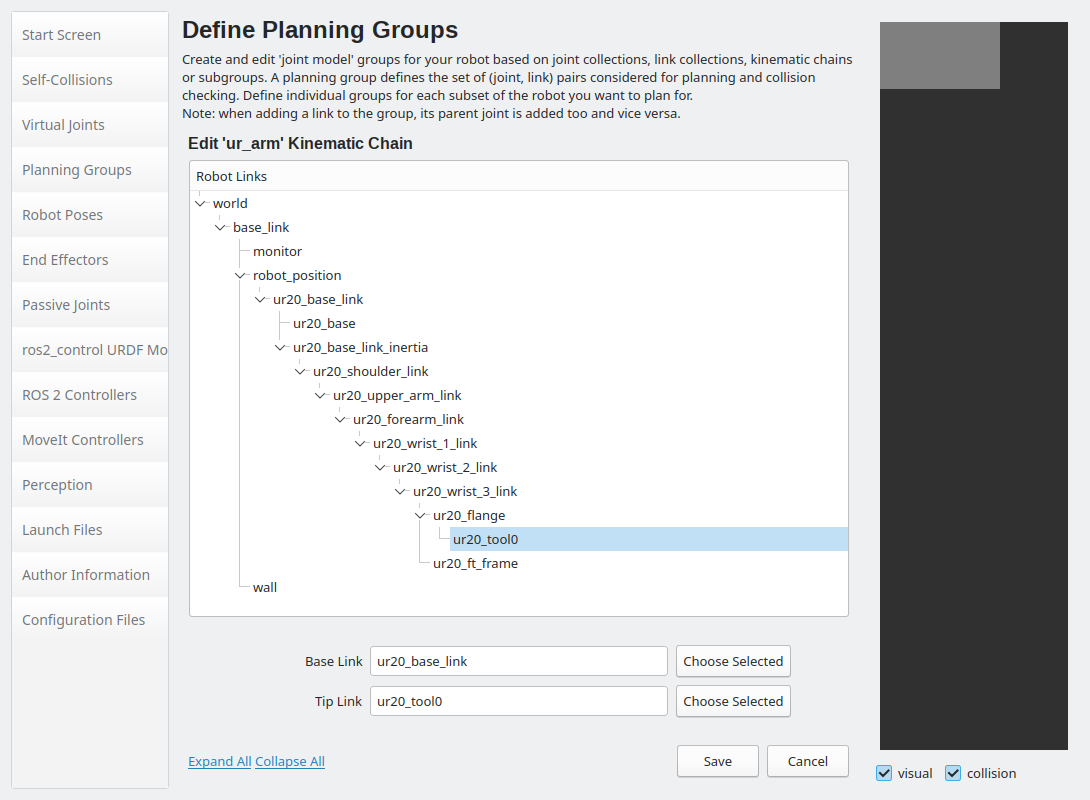 Start Screen
Self-Collisions
Virtual Joints
Planning Groups
Robot Poses
End Effectors
Passive Joints
ros2_control URDF Mo
ROS 2 Controllers
MoveIt Controllers
Perception
Launch Files
Author Information
Configuration Files
Define Planning Groups
Create and edit 'joint model' groups for your robot based on joint collections, link collections, kinematic chains
or subgroups. A planning group defines the set of (joint, link) pairs considered for planning and collision
checking. Define individual groups for each subset of the robot you want to plan for.
Note: when adding a link to the group, its parent joint is added too and vice versa.
Edit 'ur_arm' Kinematic Chain
Robot Links
world
base_link
monitor
robot_position
ur20_base_link
ur20_base
ur20_base_link_inertia
ur20_shoulder_link
ur20_upper_arm_link
ur20_forearm_link
ur20_wrist_1_link
ur20_wrist_2_link
ur20_wrist_3_link
ur20_flange
ur20_tool0
ur20_ft_frame
wall
Base Link ur20_base_link Choose Selected
Tip Link ur20_tool0 Choose Selected
Expand All Collapse All Save Cancel
visual collision